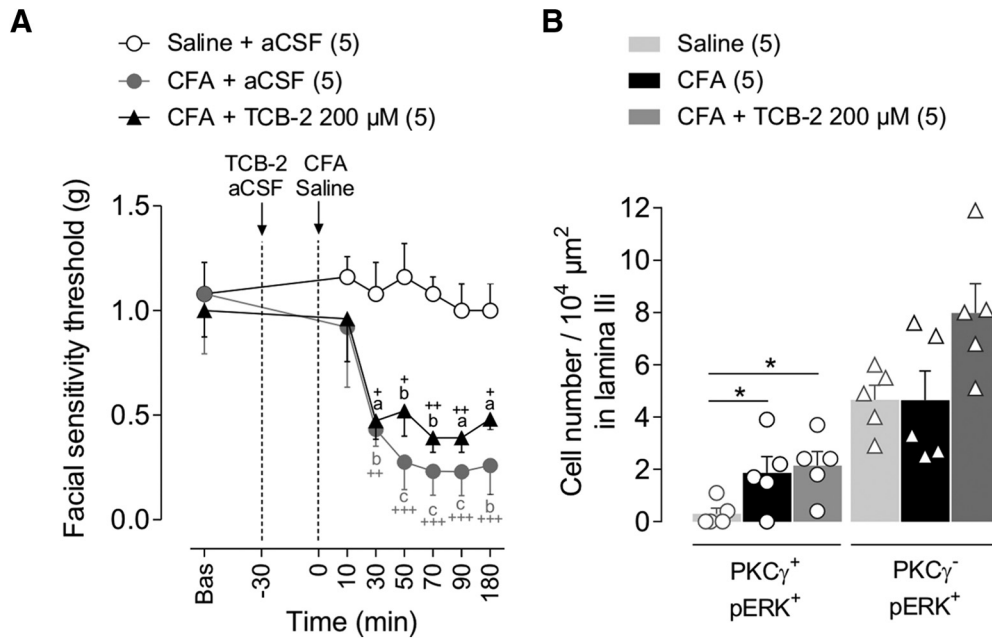 A
Saline + aCSF (5)
CFA + aCSF (5)
CFA + TCB-2 200 µM (5)
TCB-2
aCSF
CFA
Saline
Facial sensitivity threshold (g)
1.5
1.0
0.5
0.0
+
a
+
b
++
b
++
a
+
a
b
++
c
+++
c
+++
c
+++
b
+++
Bas
-30
0
10
30
50
70
90
180
Time (min)
B
Saline (5)
CFA (5)
CFA + TCB-2 200 µM (5)
Cell number / 10⁴ µm²
in lamina IIi
12
10
8
6
4
2
0
*
*
PKCγ⁺
pERK⁺
PKCγ⁻
pERK⁺